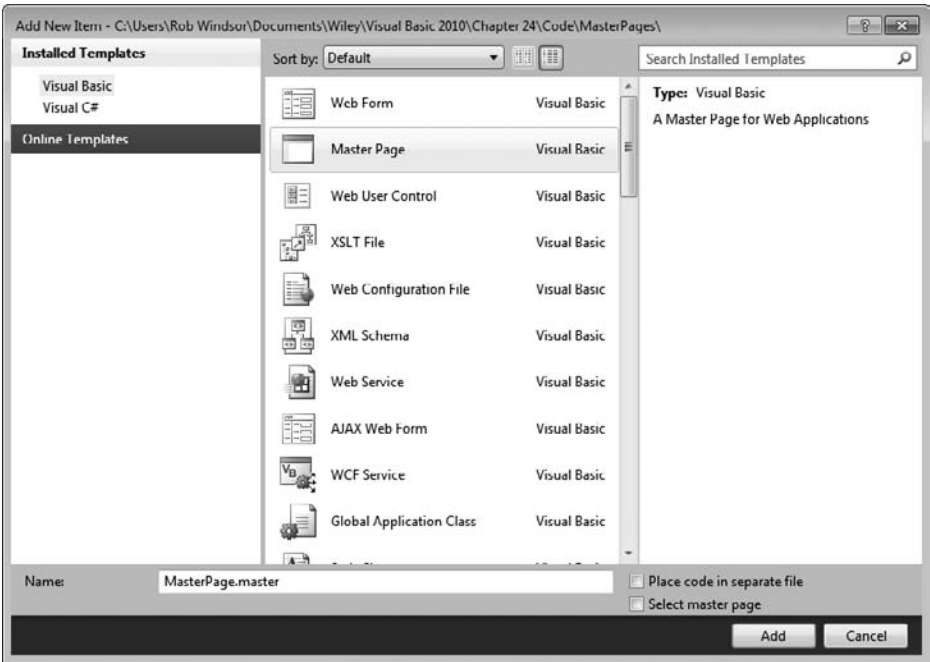 Add New Item - C:\Users\Rob Windsor\Documents\Wiley\Visual Basic 2010\Chapter 24\Code\MasterPages\
Installed Templates
Visual Basic
Visual C#
Online Templates
Sort by: Default
Web Form Visual Basic
Master Page Visual Basic
Web User Control Visual Basic
XSLT File Visual Basic
Web Configuration File Visual Basic
XML Schema Visual Basic
Web Service Visual Basic
AJAX Web Form Visual Basic
WCF Service Visual Basic
Global Application Class Visual Basic
Search Installed Templates
Type: Visual Basic
A Master Page for Web Applications
Name: MasterPage.master
Place code in separate file
Select master page
Add
Cancel